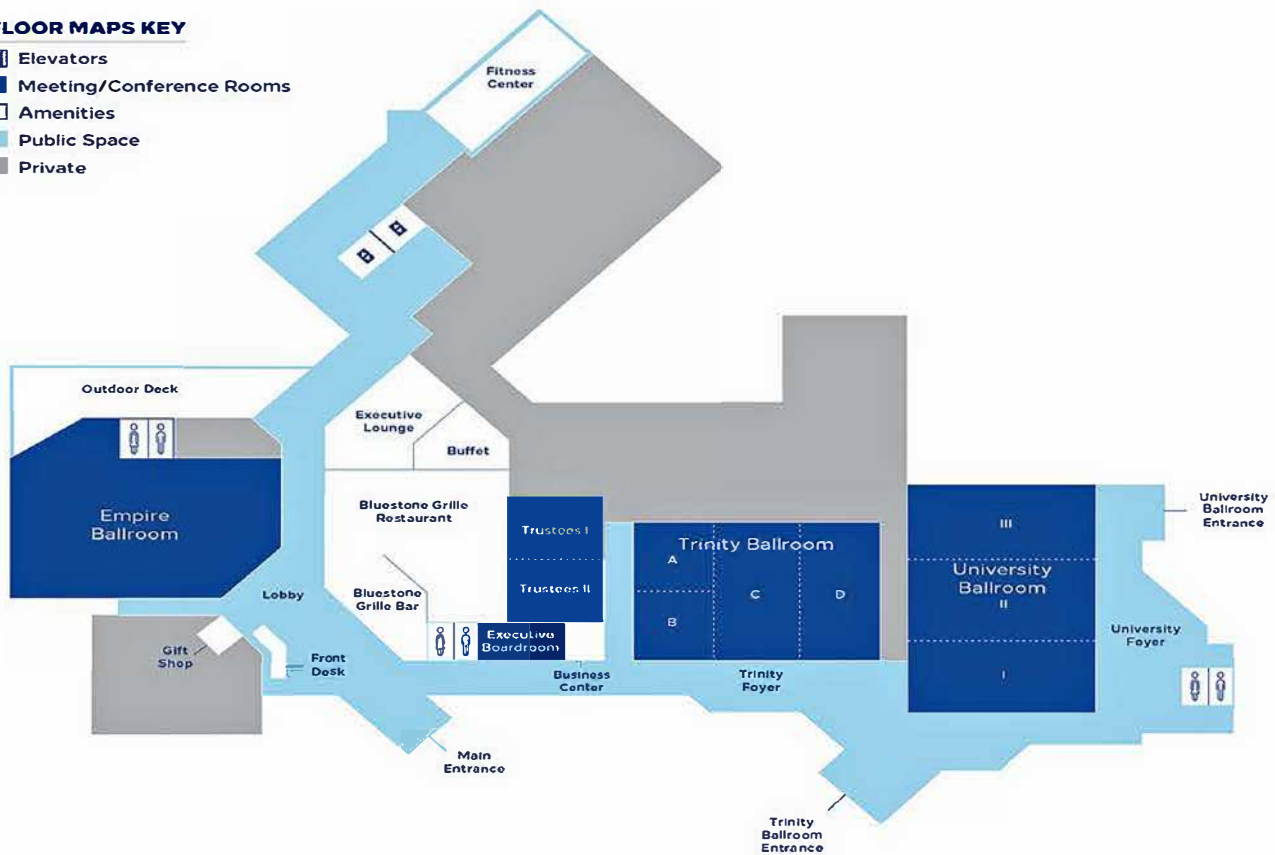 FLOOR MAPS KEY
Elevators
Meeting/Conference Rooms
Amenities
Public Space
Private
Fitness
Center
Outdoor Deck
Executive
Lounge
Buffet
Empire
Ballroom
Bluestone Grille
Restaurant
Bluestone
Grille Bar
Trustees I
Trustees II
Executive
Boardroom
Trinity Ballroom
A
B
C
D
III
University
Ballroom
II
I
University
Ballroom
Entrance
University
Foyer
Lobby
Gift
Shop
Front
Desk
Business
Center
Trinity
Foyer
Main
Entrance
Trinity
Ballroom
Entrance